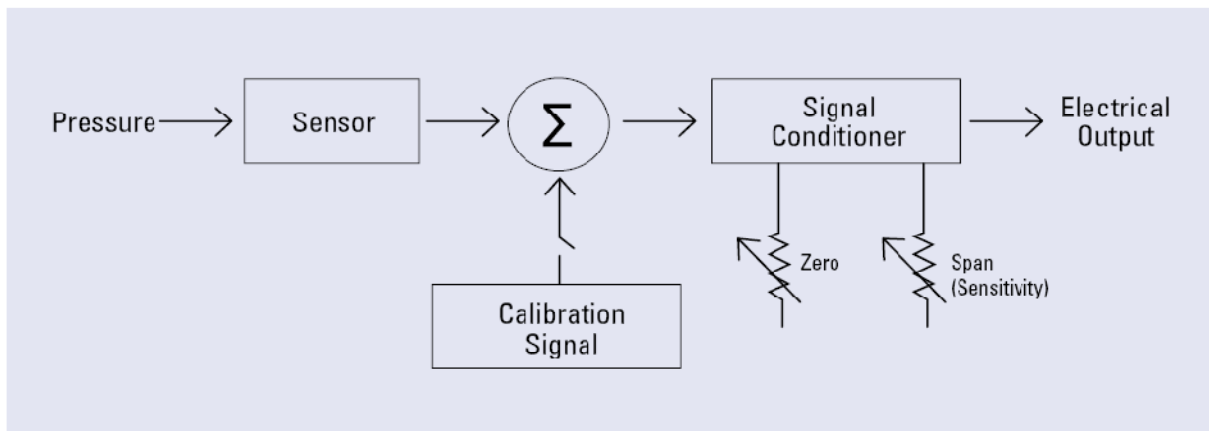 Pressure
Sensor
Σ
Signal
Conditioner
Electrical
Output
Zero
Span
(Sensitivity)
Calibration
Signal